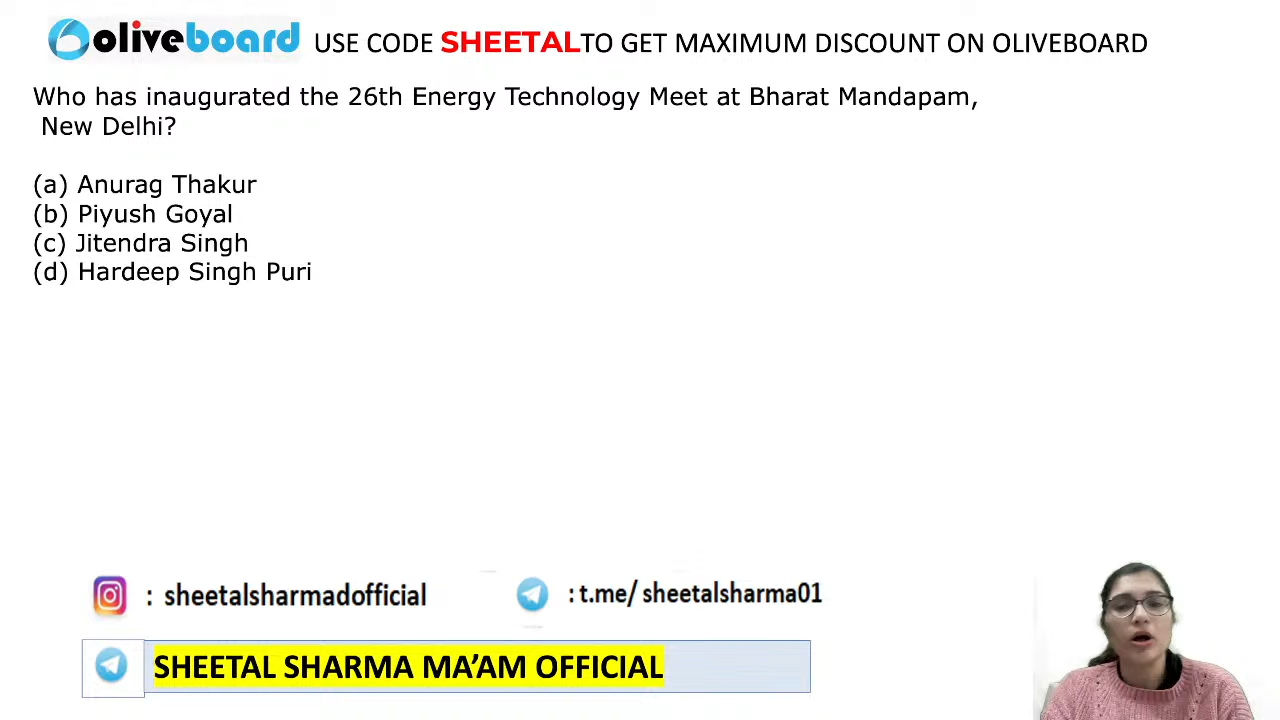 oliveboard USE CODE SHEETALTO GET MAXIMUM DISCOUNT ON OLIVEBOARD
Who has inaugurated the 26th Energy Technology Meet at Bharat Mandapam,
New Delhi?
(a) Anurag Thakur
(b) Piyush Goyal
(c) Jitendra Singh
(d) Hardeep Singh Puri
: sheetalsharmadofficial
: t.me/ sheetalsharma01
SHEETAL SHARMA MA’AM OFFICIAL